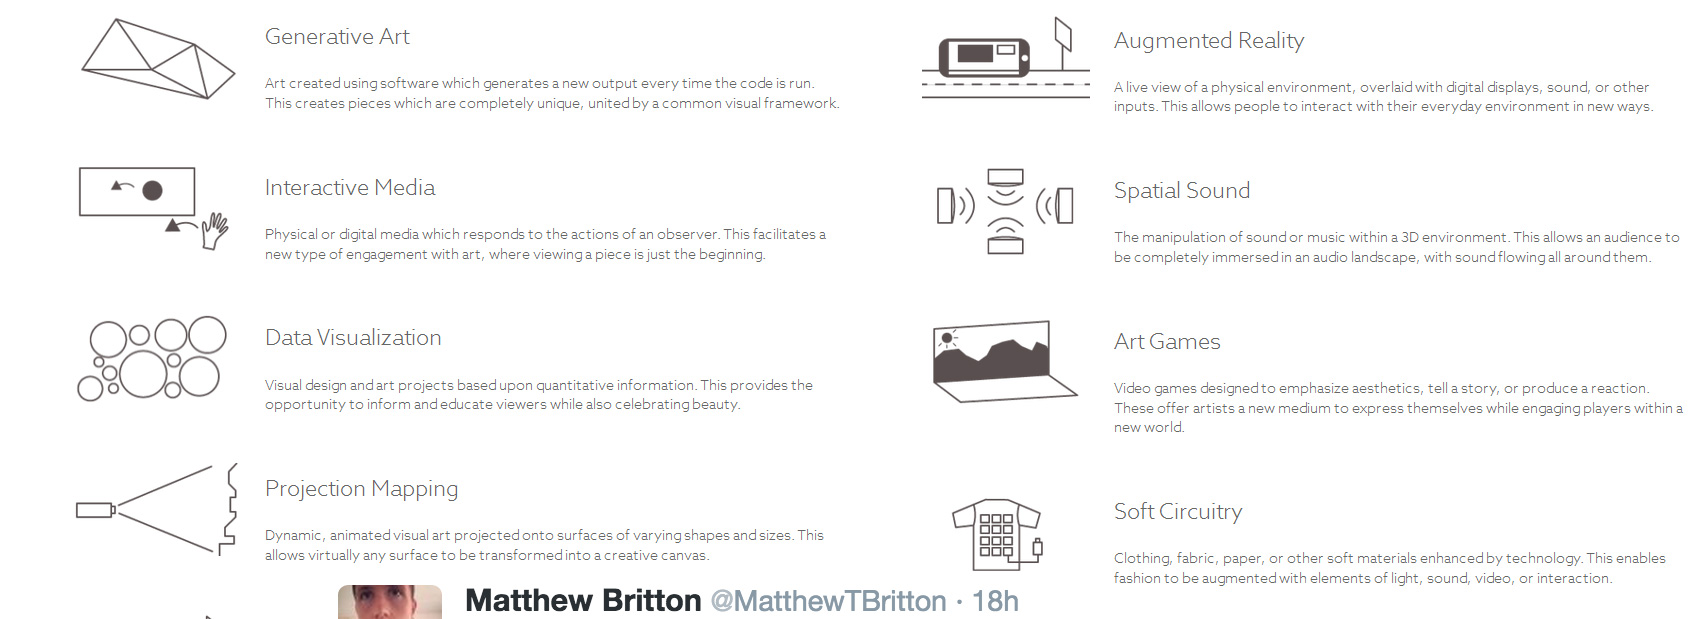 Generative Art
Art created using software which generates a new output every time the code is run.
This creates pieces which are completely unique, united by a common visual framework.
Interactive Media
Physical or digital media which responds to the actions of an observer. This facilitates a
new type of engagement with art, where viewing a piece is just the beginning.
Data Visualization
Visual design and art projects based upon quantitative information. This provides the
opportunity to inform and educate viewers while also celebrating beauty.
Projection Mapping
Dynamic, animated visual art projected onto surfaces of varying shapes and sizes. This
allows virtually any surface to be transformed into a creative canvas.
Augmented Reality
A live view of a physical environment, overlaid with digital displays, sound, or other
inputs. This allows people to interact with their everyday environment in new ways.
Spatial Sound
The manipulation of sound or music within a 3D environment. This allows an audience to
be completely immersed in an audio landscape, with sound flowing all around them.
Art Games
Video games designed to emphasize aesthetics, tell a story, or produce a reaction.
These offer artists a new medium to express themselves while engaging players within a
new world.
Soft Circuitry
Clothing, fabric, paper, or other soft materials enhanced by technology. This enables
fashion to be augmented with elements of light, sound, video, or interaction.
Matthew Britton @MatthewTBritton · 18h